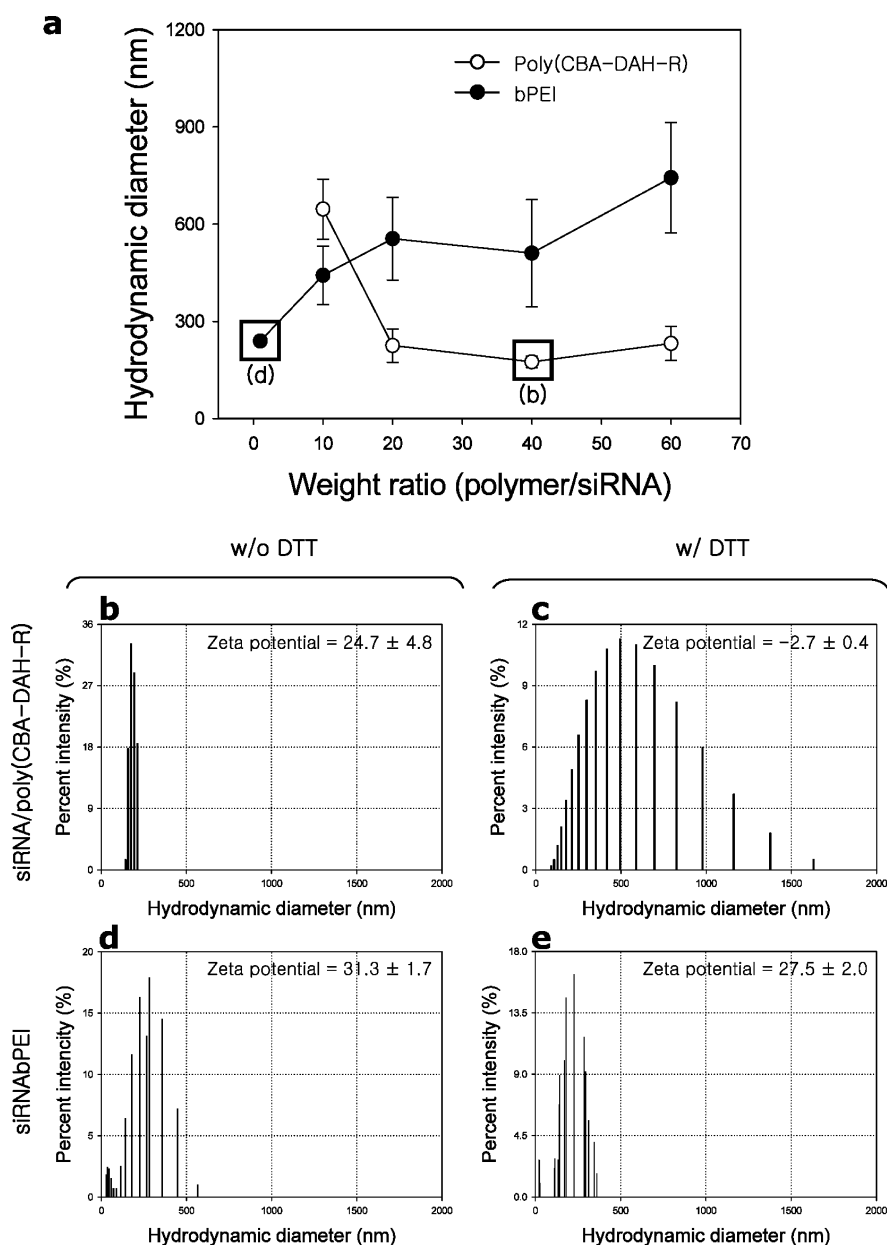 a
1200
900
600
300
0
Hydrodynamic diameter (nm)
Poly(CBA-DAH-R)
bPEI
(d)
(b)
0 10 20 30 40 50 60 70
Weight ratio (polymer/siRNA)
w/o DTT
w/ DTT
siRNA/poly(CBA-DAH-R)
b
Zeta potential = 24.7 ± 4.8
Percent intensity (%)
36
27
18
9
0
0 500 1000 1500 2000
Hydrodynamic diameter (nm)
c
Zeta potential = -2.7 ± 0.4
Percent intensity (%)
12
9
6
3
0
0 500 1000 1500 2000
Hydrodynamic diameter (nm)
siRNAbPEI
d
Zeta potential = 31.3 ± 1.7
Percent intencity (%)
20
15
10
5
0
0 500 1000 1500 2000
Hydrodynamic diameter (nm)
e
Zeta potential = 27.5 ± 2.0
Percent intencity (%)
18.0
13.5
9.0
4.5
0.0
0 500 1000 1500 2000
Hydrodynamic diameter (nm)